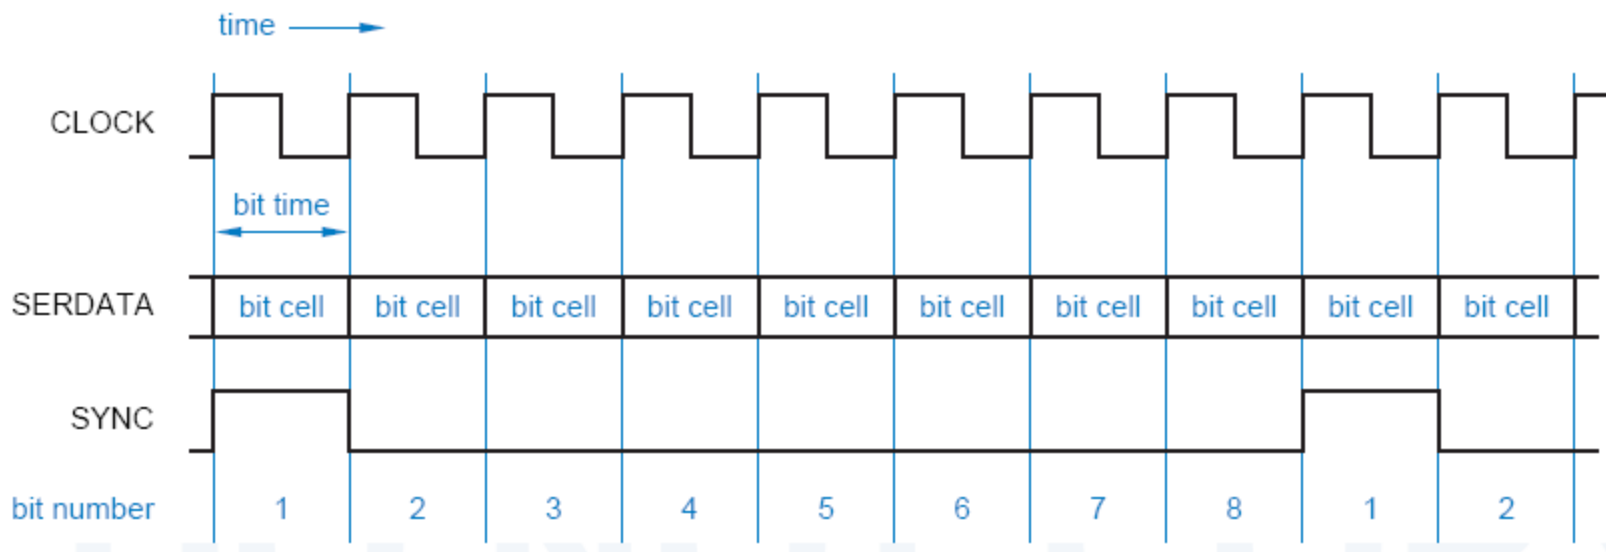 time
CLOCK
bit time
SERDATA bit cell bit cell bit cell bit cell bit cell bit cell bit cell bit cell bit cell bit cell
SYNC
bit number 1 2 3 4 5 6 7 8 1 2